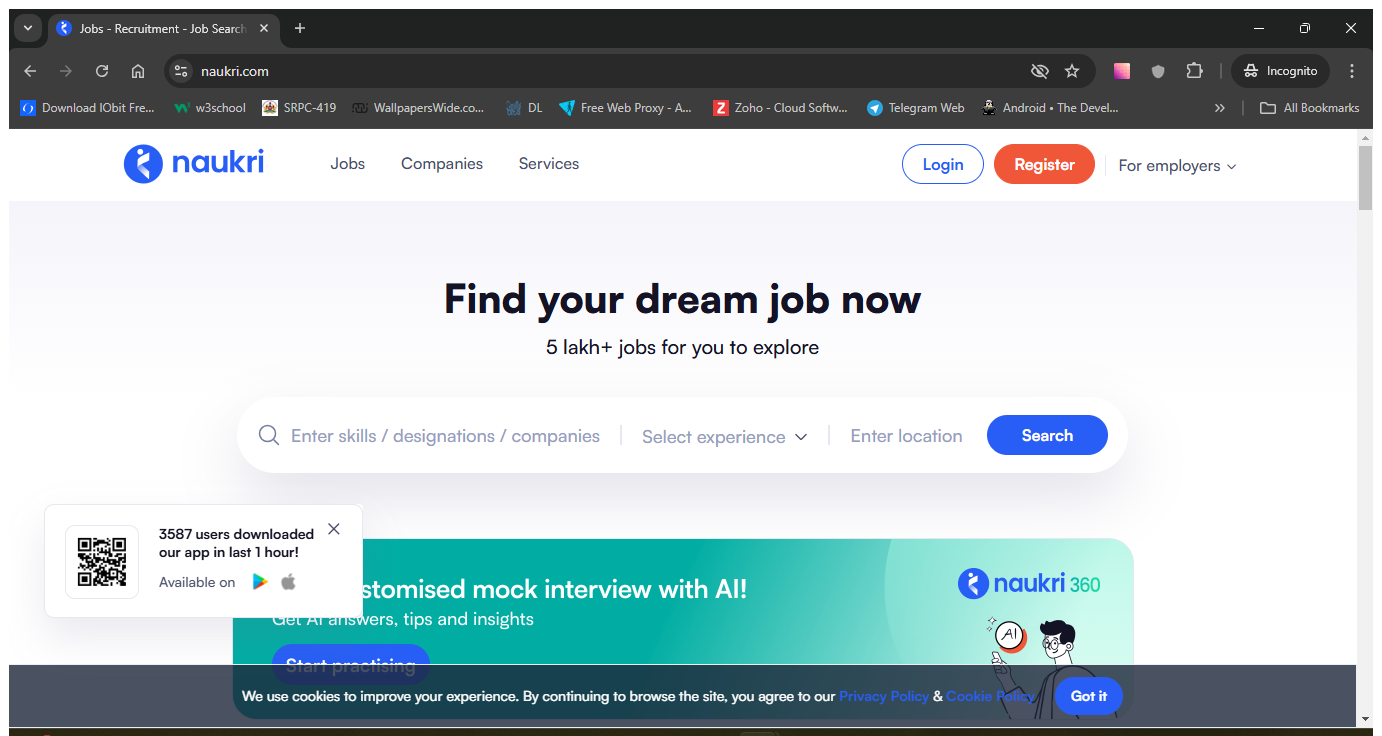 Jobs - Recruitment - Job Search
naukri.com
Incognito
Download IObit Fre...
w3school
SRPC-419
WallpapersWide.co...
DL
Free Web Proxy - A...
Zoho - Cloud Softw...
Telegram Web
Android • The Devel...
All Bookmarks
naukri
Jobs
Companies
Services
Login
Register
For employers
Find your dream job now
5 lakh+ jobs for you to explore
Enter skills / designations / companies
Select experience
Enter location
Search
3587 users downloaded
our app in last 1 hour!
Available on
stomised mock interview with AI!
Get AI answers, tips and insights
Start practising
naukri 360
AI
We use cookies to improve your experience. By continuing to browse the site, you agree to our Privacy Policy & Cookie Policy
Got it